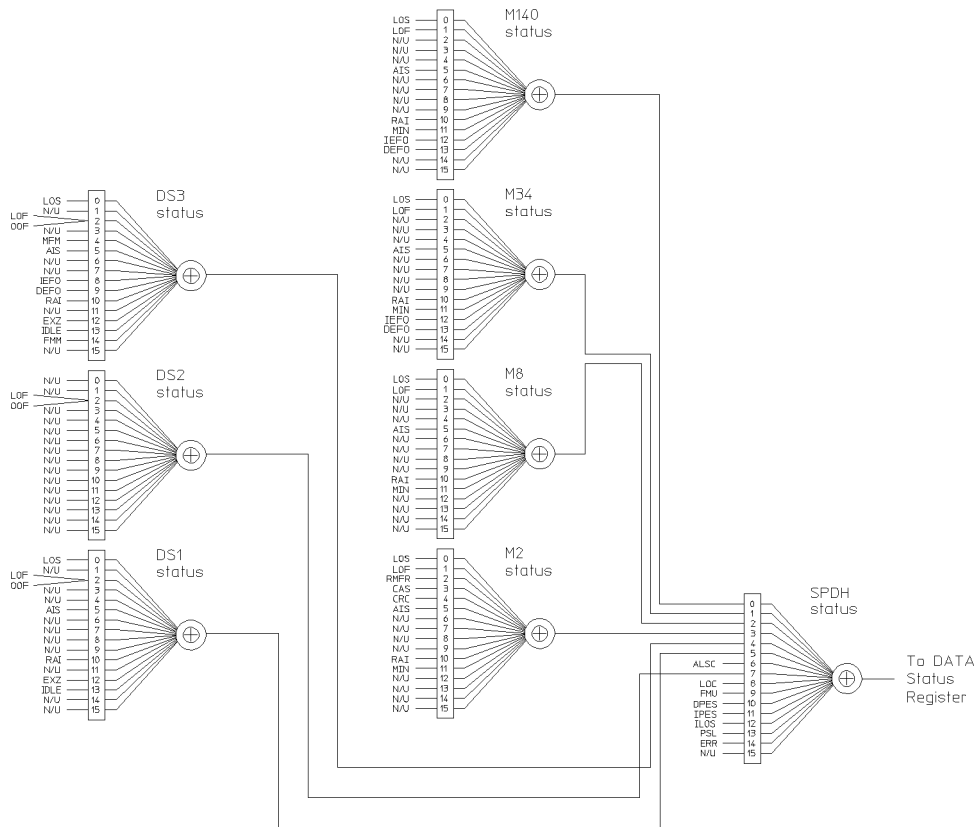 M140
status
LOS 0
LOF 1
N/U 2
N/U 3
N/U 4
AIS 5
N/U 6
N/U 7
N/U 8
N/U 9
RAI 10
MIN 11
IEFO 12
DEFO 13
N/U 14
N/U 15
DS3
status
LOS 0
N/U 1
LOF
OOF 2
N/U 3
MFM 4
AIS 5
N/U 6
N/U 7
IEFO 8
DEFO 9
RAI 10
N/U 11
EXZ 12
IDLE 13
FMM 14
N/U 15
M34
status
LOS 0
LOF 1
N/U 2
N/U 3
N/U 4
AIS 5
N/U 6
N/U 7
N/U 8
N/U 9
RAI 10
MIN 11
IEFO 12
DEFO 13
N/U 14
N/U 15
DS2
status
N/U 0
N/U 1
LOF
OOF 2
N/U 3
N/U 4
N/U 5
N/U 6
N/U 7
N/U 8
N/U 9
N/U 10
N/U 11
N/U 12
N/U 13
N/U 14
N/U 15
M8
status
LOS 0
LOF 1
N/U 2
N/U 3
N/U 4
AIS 5
N/U 6
N/U 7
N/U 8
N/U 9
RAI 10
MIN 11
N/U 12
N/U 13
N/U 14
N/U 15
DS1
status
LOS 0
N/U 1
LOF
OOF 2
N/U 3
N/U 4
AIS 5
N/U 6
N/U 7
N/U 8
N/U 9
RAI 10
N/U 11
EXZ 12
IDLE 13
N/U 14
N/U 15
M2
status
LOS 0
LOF 1
RMFR 2
CAS 3
CRC 4
AIS 5
N/U 6
N/U 7
N/U 8
N/U 9
RAI 10
MIN 11
N/U 12
N/U 13
N/U 14
N/U 15
SPDH
status
0
1
2
3
4
5
ALSC 6
7
LOC 8
FMU 9
DPES 10
IPES 11
ILOS 12
PSL 13
ERR 14
N/U 15
To DATA
Status
Register